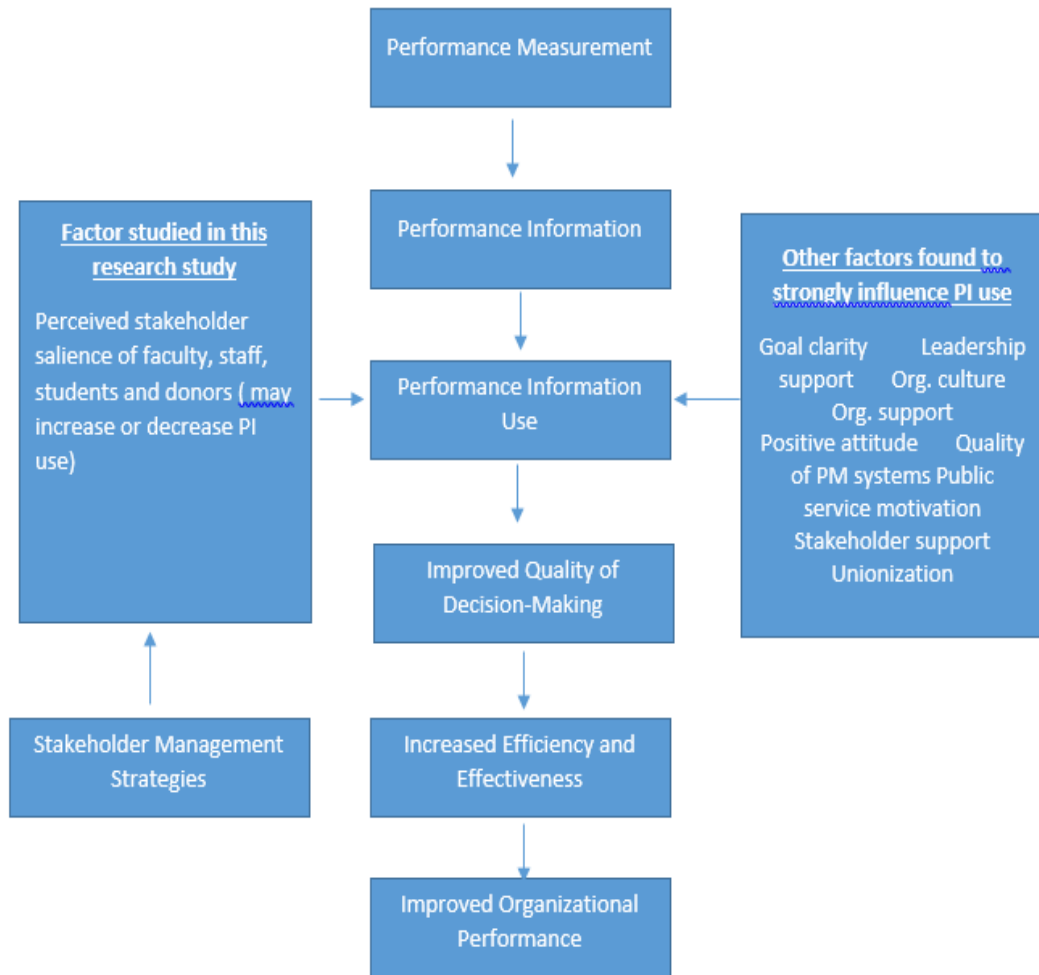 Performance Measurement
Performance Information
Factor studied in this
research study
Perceived stakeholder
salience of faculty, staff,
students and donors ( may
increase or decrease PI
use)
Performance Information
Use
Other factors found to
strongly influence PI use
Goal clarity Leadership
support Org. culture
Org. support
Positive attitude Quality
of PM systems Public
service motivation
Stakeholder support
Unionization
Improved Quality of
Decision-Making
Stakeholder Management
Strategies
Increased Efficiency and
Effectiveness
Improved Organizational
Performance